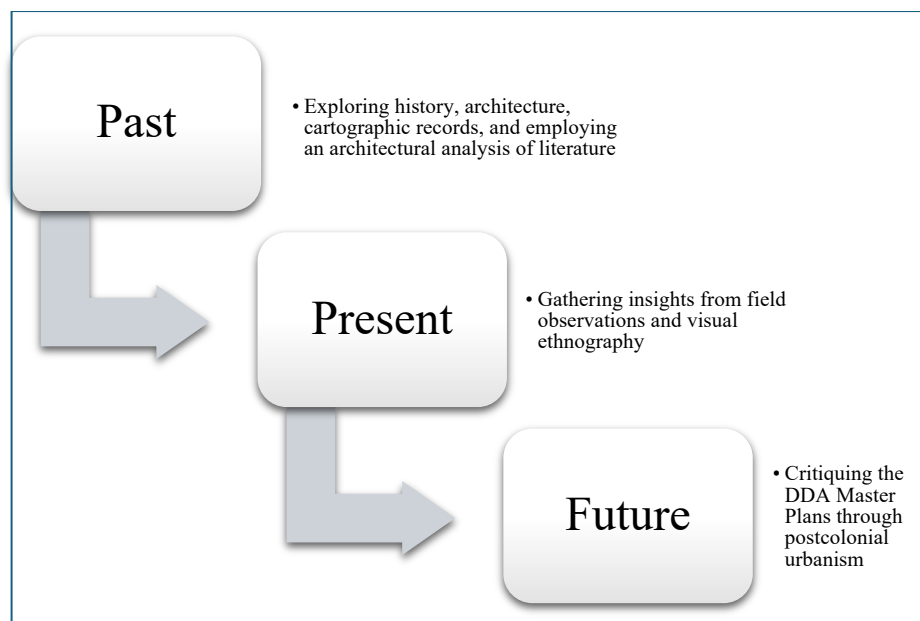 Past
• Exploring history, architecture,
cartographic records, and employing
an architectural analysis of literature
Present
• Gathering insights from field
observations and visual
ethnography
Future
• Critiquing the
DDA Master
Plans through
postcolonial
urbanism